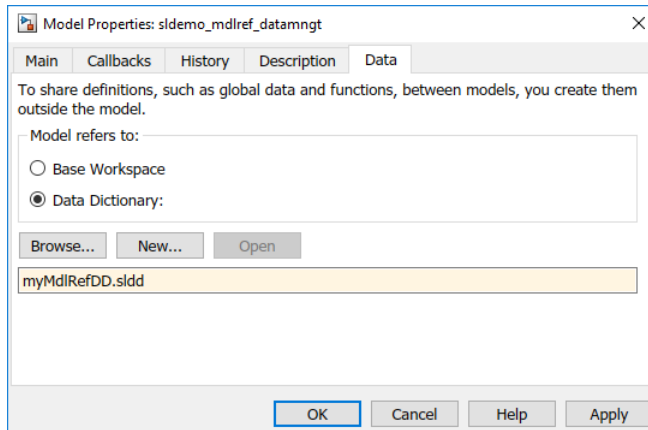 Model Properties: sldemo_mdlref_datamngt
Main Callbacks History Description Data
To share definitions, such as global data and functions, between models, you create them
outside the model.
Model refers to:
Base Workspace
Data Dictionary:
Browse... New... Open
myMdlRefDD.sldd
OK Cancel Help Apply